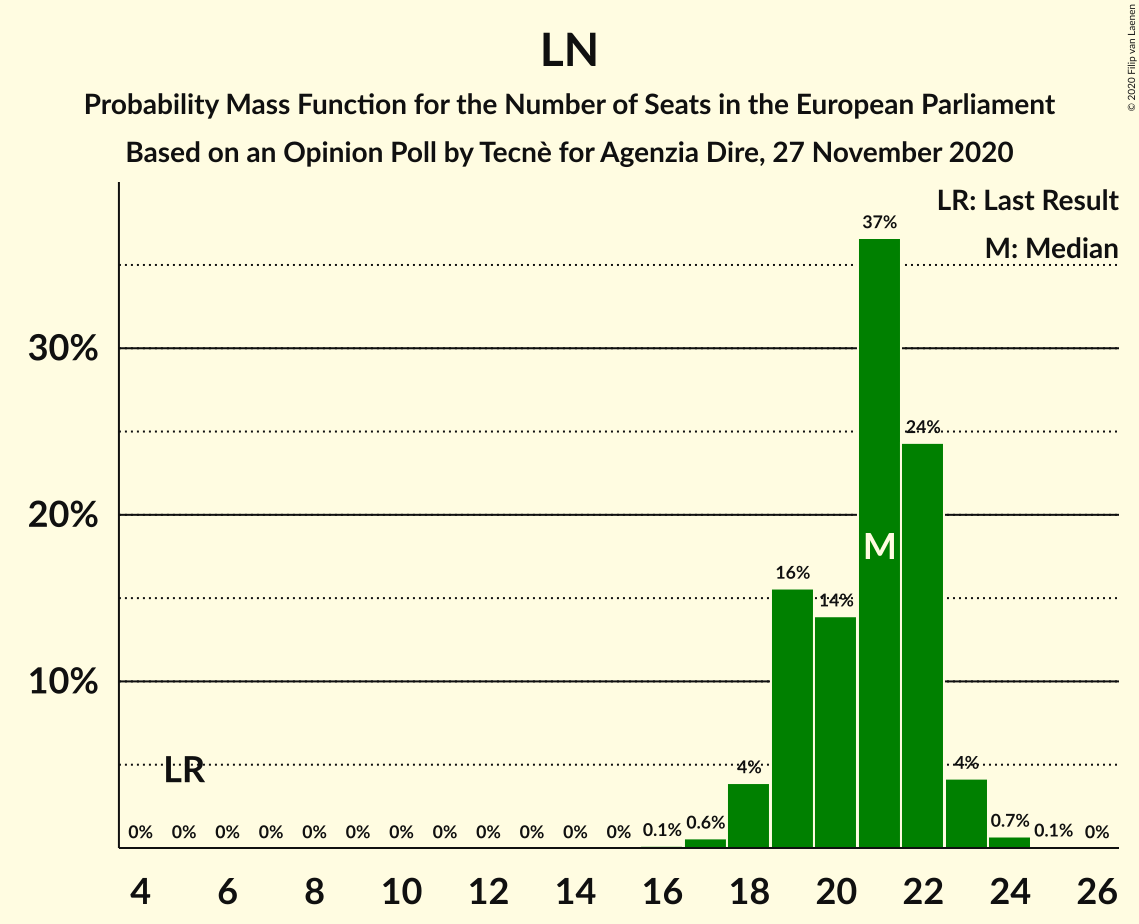 LN
Probability Mass Function for the Number of Seats in the European Parliament
Based on an Opinion Poll by Tecnè for Agenzia Dire, 27 November 2020
© 2020 Filip van Laenen
LR: Last Result
M: Median
37%
30%
24%
20%
M
16%
14%
10%
LR
4%
4%
0% 0% 0% 0% 0% 0% 0% 0% 0% 0% 0% 0% 0.1% 0.6% 0.7% 0.1% 0%
4 6 8 10 12 14 16 18 20 22 24 26